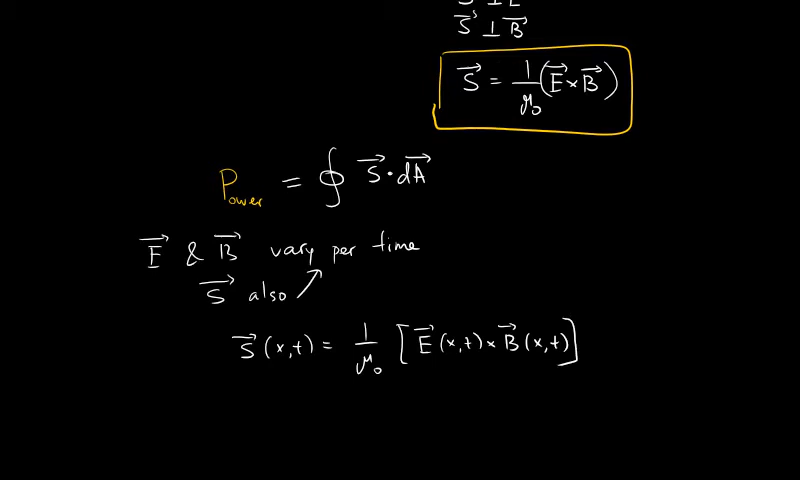 S⃗ ⊥ E⃗
S⃗ ⊥ B⃗
S⃗ = 1/μ₀ (E⃗ × B⃗)
Power = ∮ S⃗ · dA⃗
E⃗ & B⃗ vary per time
S⃗ also
S⃗ (x,t) = 1/μ₀ [E⃗ (x,t) × B⃗ (x,t)]